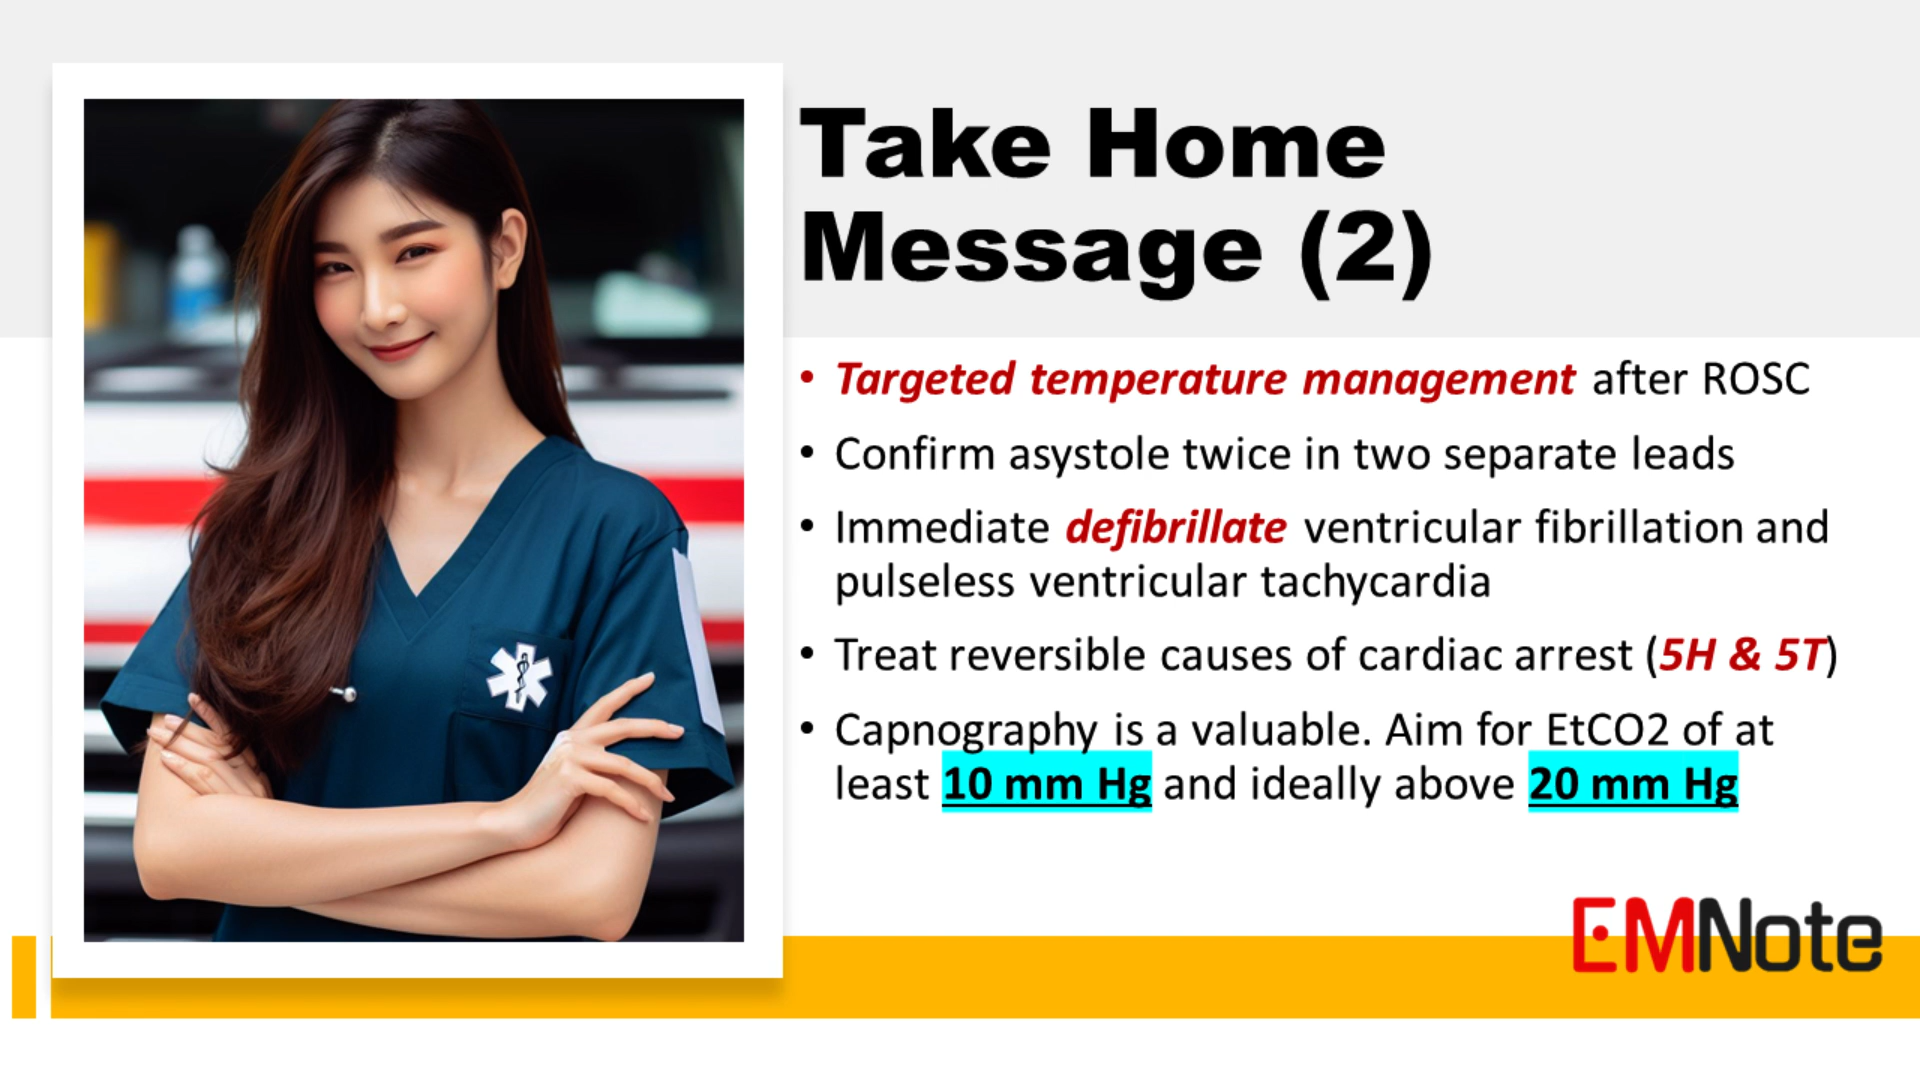 Take Home
Message (2)
• Targeted temperature management after ROSC
• Confirm asystole twice in two separate leads
• Immediate defibrillate ventricular fibrillation and
pulseless ventricular tachycardia
• Treat reversible causes of cardiac arrest (5H & 5T)
• Capnography is a valuable. Aim for EtCO2 of at
least 10 mm Hg and ideally above 20 mm Hg
EMNote